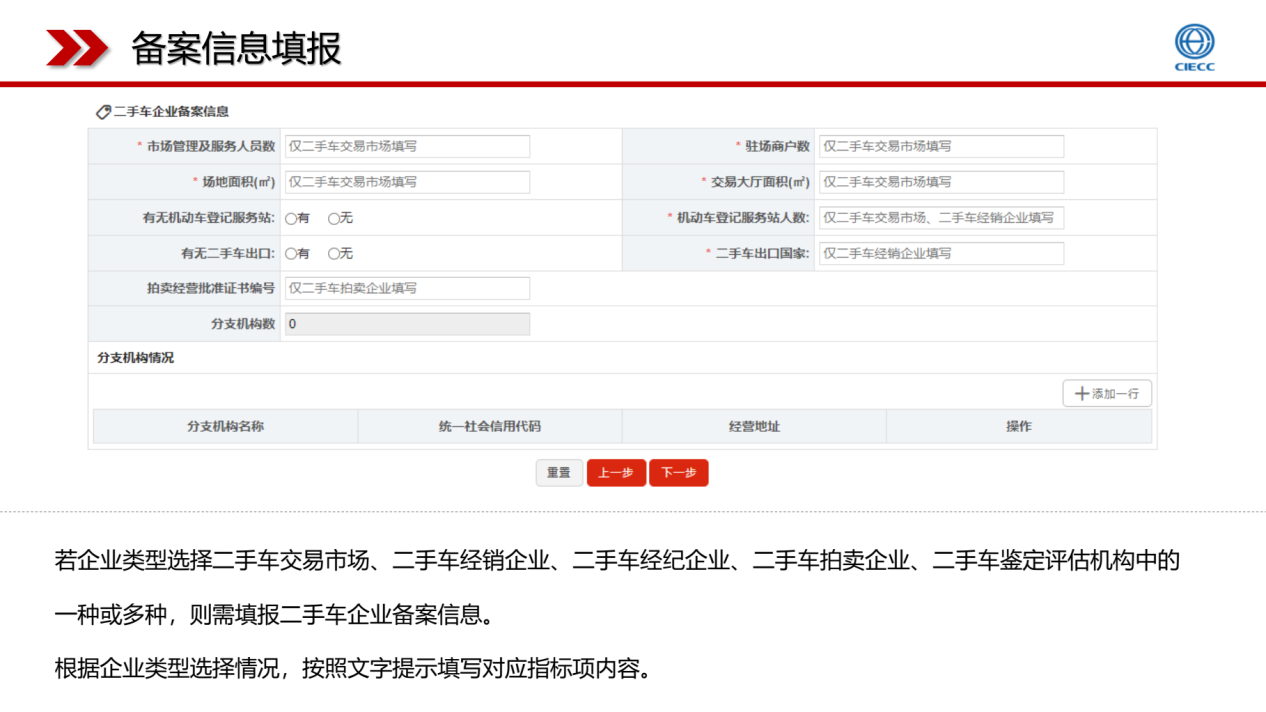 备案信息填报
CIECC
二手车企业备案信息
* 市场管理及服务人员数 仅二手车交易市场填写 * 驻场商户数 仅二手车交易市场填写
* 场地面积(㎡) 仅二手车交易市场填写 * 交易大厅面积(㎡) 仅二手车交易市场填写
有无机动车登记服务站: 有 无 * 机动车登记服务站人数: 仅二手车交易市场、二手车经销企业填写
有无二手车出口: 有 无 * 二手车出口国家: 仅二手车经销企业填写
拍卖经营批准证书编号 仅二手车拍卖企业填写
分支机构数 0
分支机构情况
添加一行
分支机构名称 统一社会信用代码 经营地址 操作
重置 上一步 下一步
若企业类型选择二手车交易市场、二手车经销企业、二手车经纪企业、二手车拍卖企业、二手车鉴定评估机构中的
一种或多种，则需填报二手车企业备案信息。
根据企业类型选择情况，按照文字提示填写对应指标项内容。